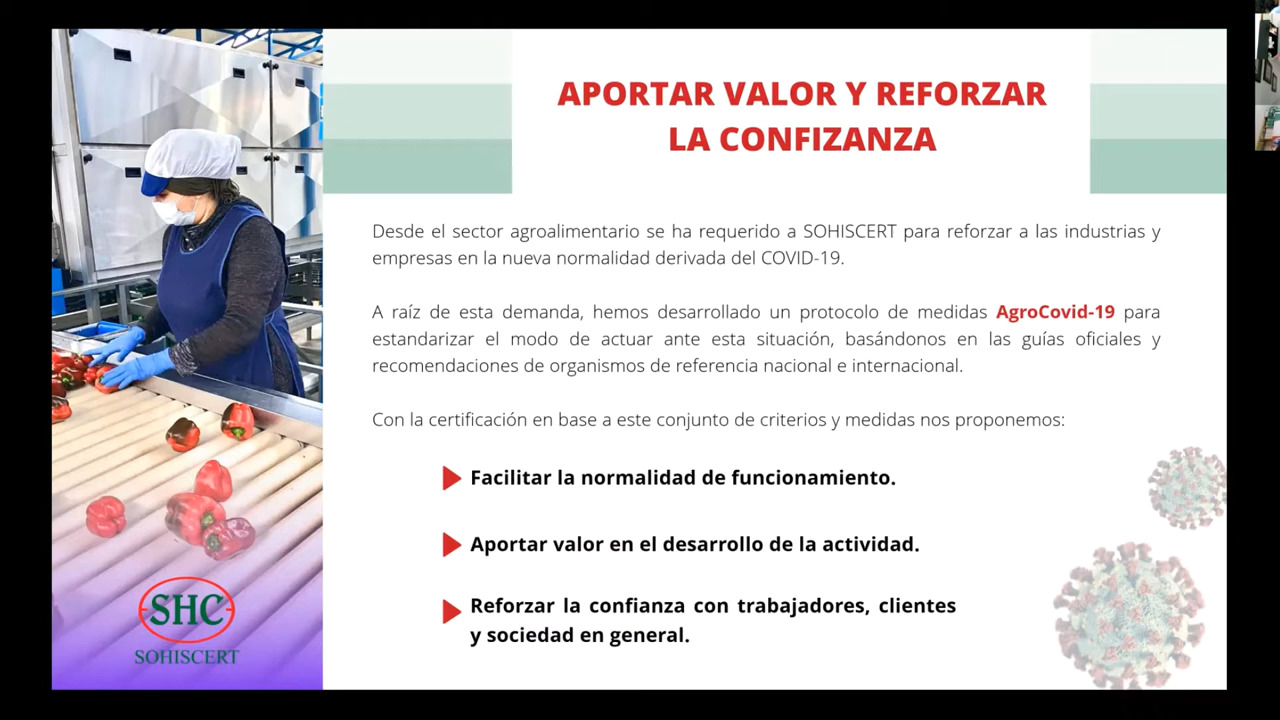 APORTAR VALOR Y REFORZAR
LA CONFIZANZA
Desde el sector agroalimentario se ha requerido a SOHISCERT para reforzar a las industrias y
empresas en la nueva normalidad derivada del COVID-19.
A raíz de esta demanda, hemos desarrollado un protocolo de medidas AgroCovid-19 para
estandarizar el modo de actuar ante esta situación, basándonos en las guías oficiales y
recomendaciones de organismos de referencia nacional e internacional.
Con la certificación en base a este conjunto de criterios y medidas nos proponemos:
Facilitar la normalidad de funcionamiento.
Aportar valor en el desarrollo de la actividad.
Reforzar la confianza con trabajadores, clientes
y sociedad en general.
SHC
SOHISCERT